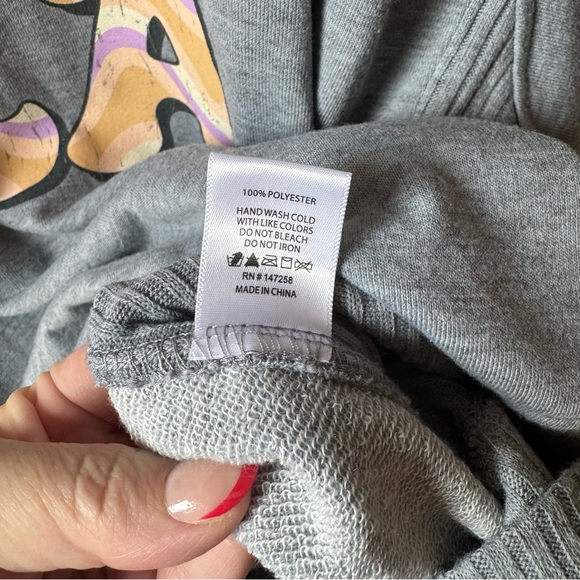 100% POLYESTER
HAND WASH COLD
WITH LIKE COLORS
DO NOT BLEACH
DO NOT IRON
RN # 147258
MADE IN CHINA